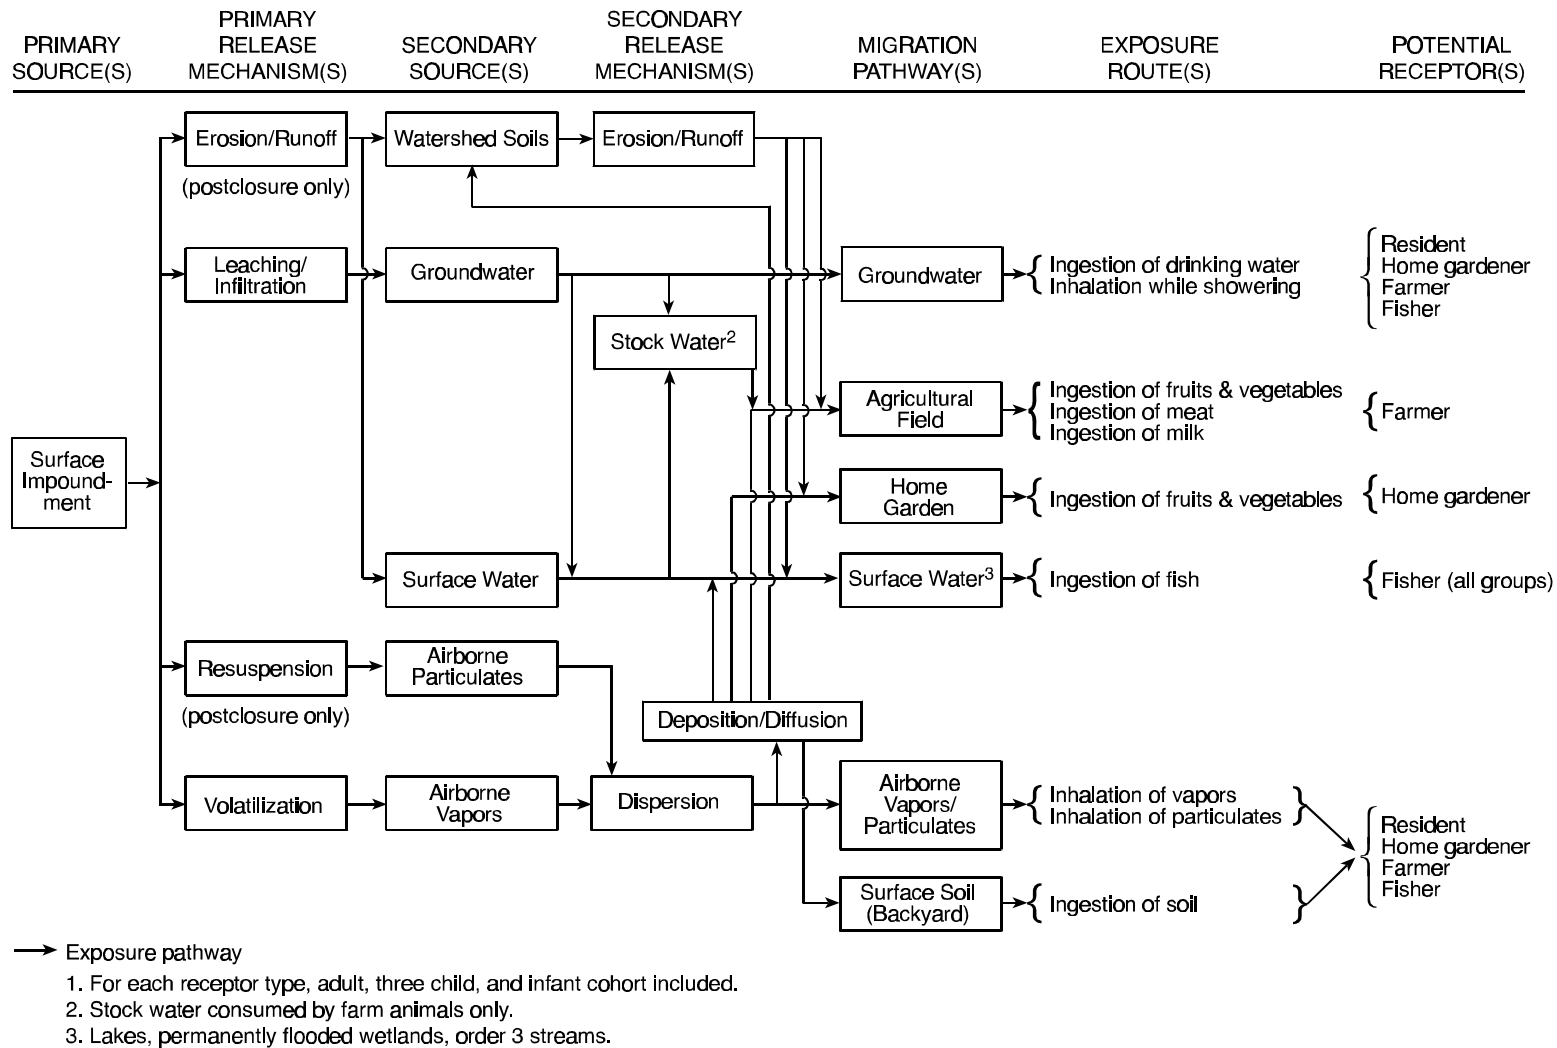 PRIMARY
SOURCE(S)
PRIMARY
RELEASE
MECHANISM(S)
SECONDARY
SOURCE(S)
SECONDARY
RELEASE
MECHANISM(S)
MIGRATION
PATHWAY(S)
EXPOSURE
ROUTE(S)
POTENTIAL
RECEPTOR(S)
Erosion/Runoff
(postclosure only)
Watershed Soils
Erosion/Runoff
Leaching/
Infiltration
Groundwater
Groundwater
Ingestion of drinking water
Inhalation while showering
Resident
Home gardener
Farmer
Fisher
Stock Water2
Agricultural
Field
Ingestion of fruits & vegetables
Ingestion of meat
Ingestion of milk
Farmer
Surface
Impound-
ment
Home
Garden
Ingestion of fruits & vegetables
Home gardener
Surface Water
Surface Water3
Ingestion of fish
Fisher (all groups)
Resuspension
(postclosure only)
Airborne
Particulates
Deposition/Diffusion
Volatilization
Airborne
Vapors
Dispersion
Airborne
Vapors/
Particulates
Inhalation of vapors
Inhalation of particulates
Resident
Home gardener
Farmer
Fisher
Surface Soil
(Backyard)
Ingestion of soil
Exposure pathway
1. For each receptor type, adult, three child, and infant cohort included.
2. Stock water consumed by farm animals only.
3. Lakes, permanently flooded wetlands, order 3 streams.